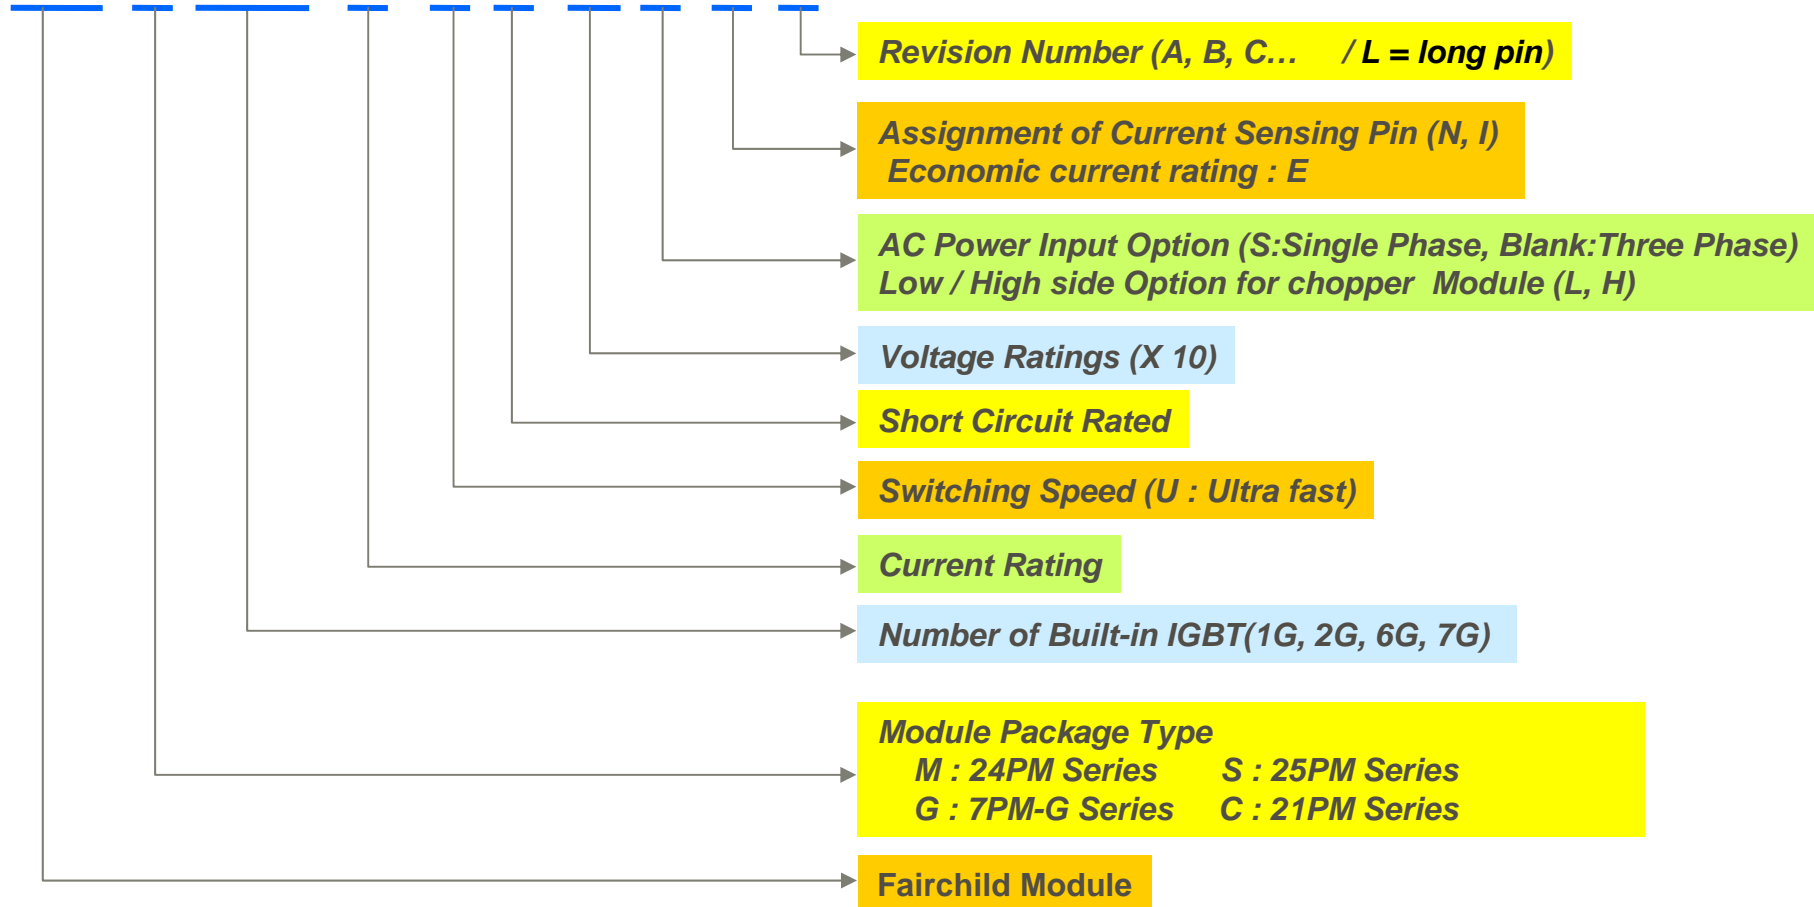 Revision Number (A, B, C… / L = long pin)
Assignment of Current Sensing Pin (N, I)
Economic current rating : E
AC Power Input Option (S:Single Phase, Blank:Three Phase)
Low / High side Option for chopper Module (L, H)
Voltage Ratings (X 10)
Short Circuit Rated
Switching Speed (U : Ultra fast)
Current Rating
Number of Built-in IGBT(1G, 2G, 6G, 7G)
Module Package Type
M : 24PM Series S : 25PM Series
G : 7PM-G Series C : 21PM Series
Fairchild Module